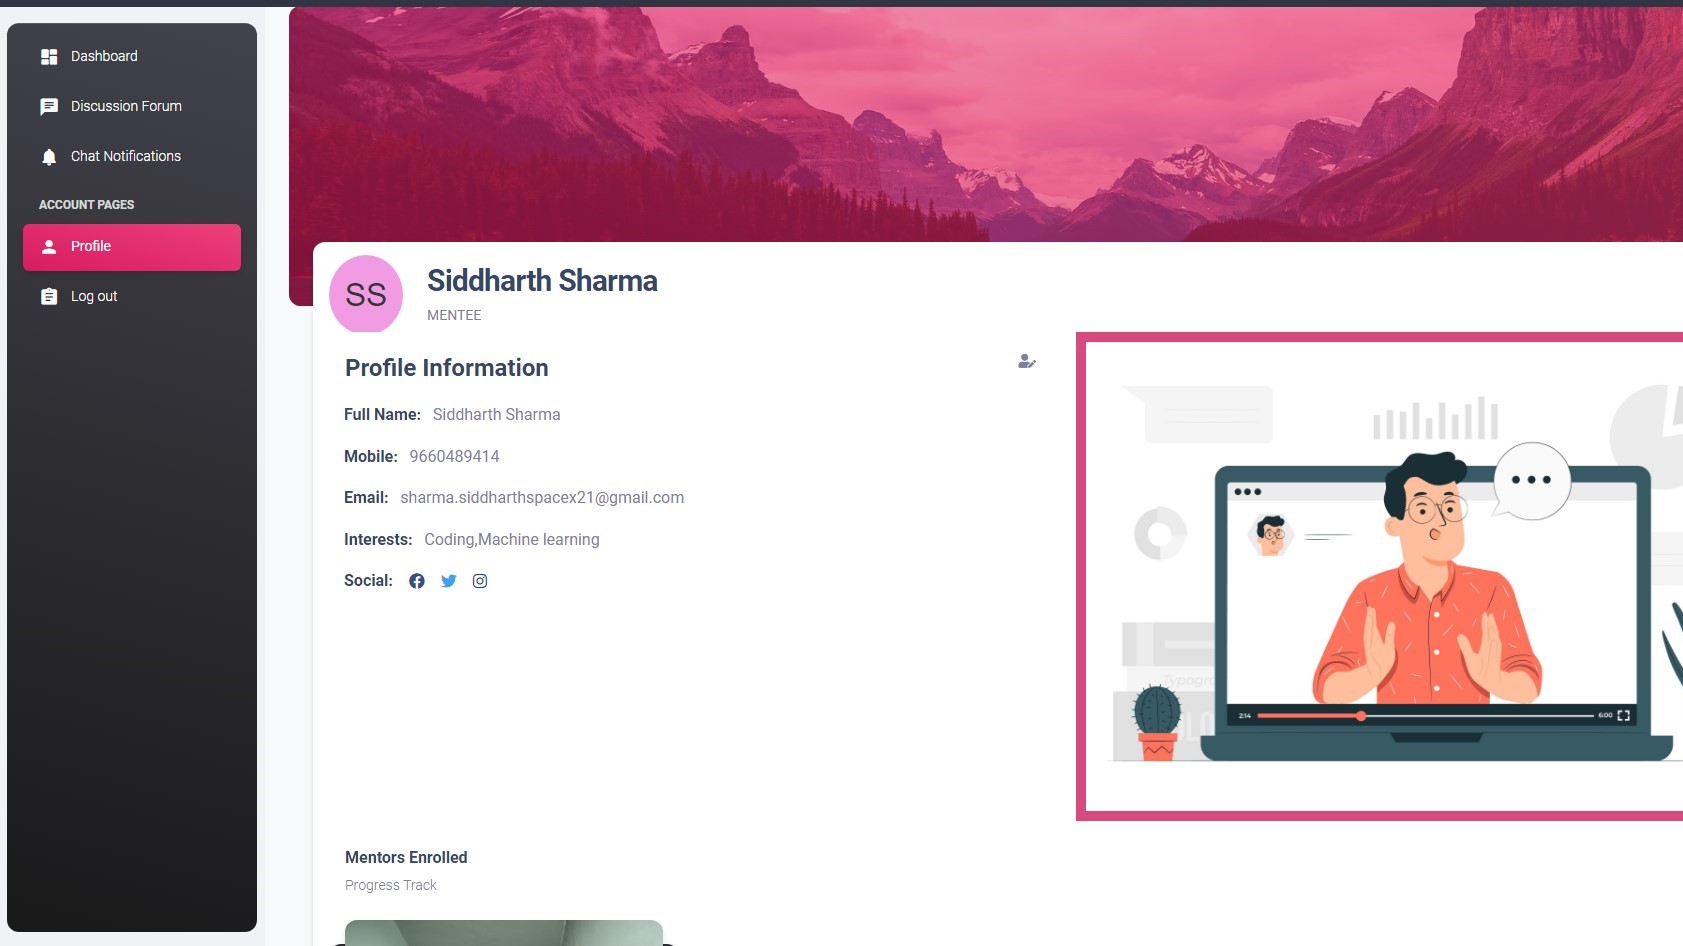 Dashboard
Discussion Forum
Chat Notifications
ACCOUNT PAGES
Profile
Log out
SS
Siddharth Sharma
MENTEE
Profile Information
Full Name: Siddharth Sharma
Mobile: 9660489414
Email: sharma.siddharthspacex21@gmail.com
Interests: Coding,Machine learning
Social:
Typogra
LO
2:14
6:00
Mentors Enrolled
Progress Track